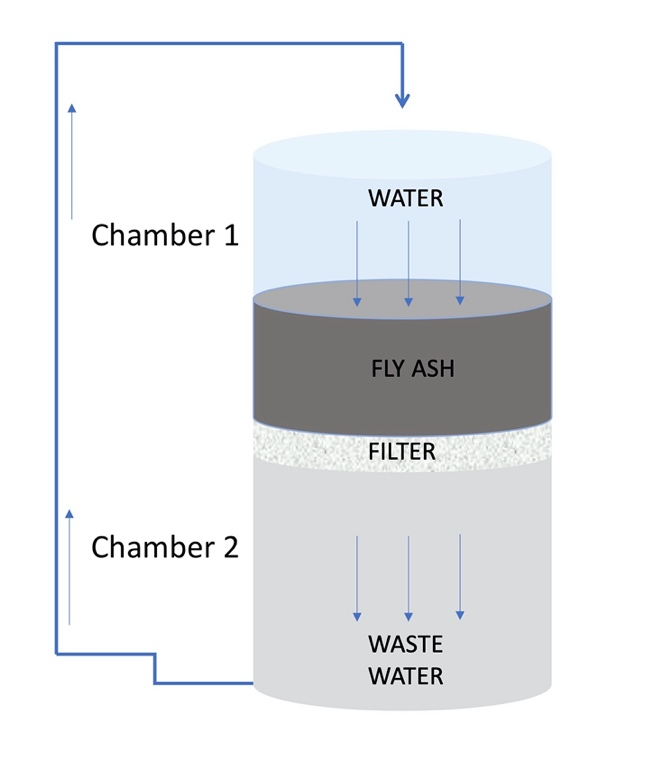 WATER
Chamber 1
FLY ASH
FILTER
Chamber 2
WASTE
WATER